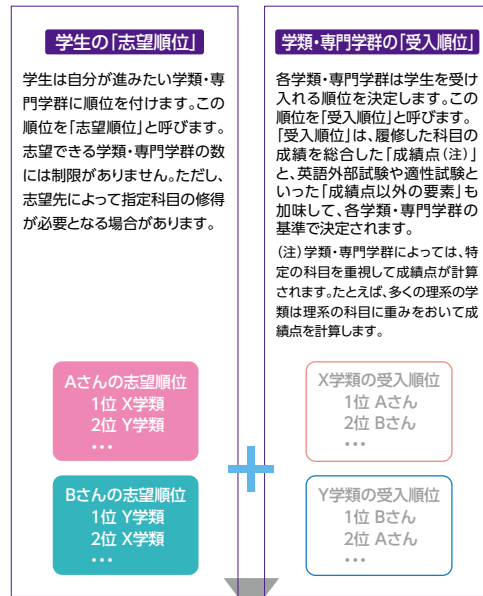 学生の「志望順位」
学生は自分が進みたい学類・専
門学群に順位を付けます。この
順位を「志望順位」と呼びます。
志望できる学類・専門学群の数
には制限がありません。ただし、
志望先によって指定科目の修得
が必要となる場合があります。
Aさんの志望順位
1位 X学類
2位 Y学類
・・・
Bさんの志望順位
1位 Y学類
2位 X学類
・・・
学類・専門学群の「受入順位」
各学類・専門学群は学生を受け
入れる順位を決定します。この
順位を「受入順位」と呼びます。
「受入順位」は、履修した科目の
成績を総合した「成績点(注)」
と、英語外部試験や適性試験と
いった「成績点以外の要素」も
加味して、各学類・専門学群の
基準で決定されます。
(注)学類・専門学群によっては、特
定の科目を重視して成績点が計算
されます。たとえば、多くの理系の学
類は理系の科目に重みをおいて成
績点を計算します。
X学類の受入順位
1位 Aさん
2位 Bさん
・・・
Y学類の受入順位
1位 Bさん
2位 Aさん
・・・